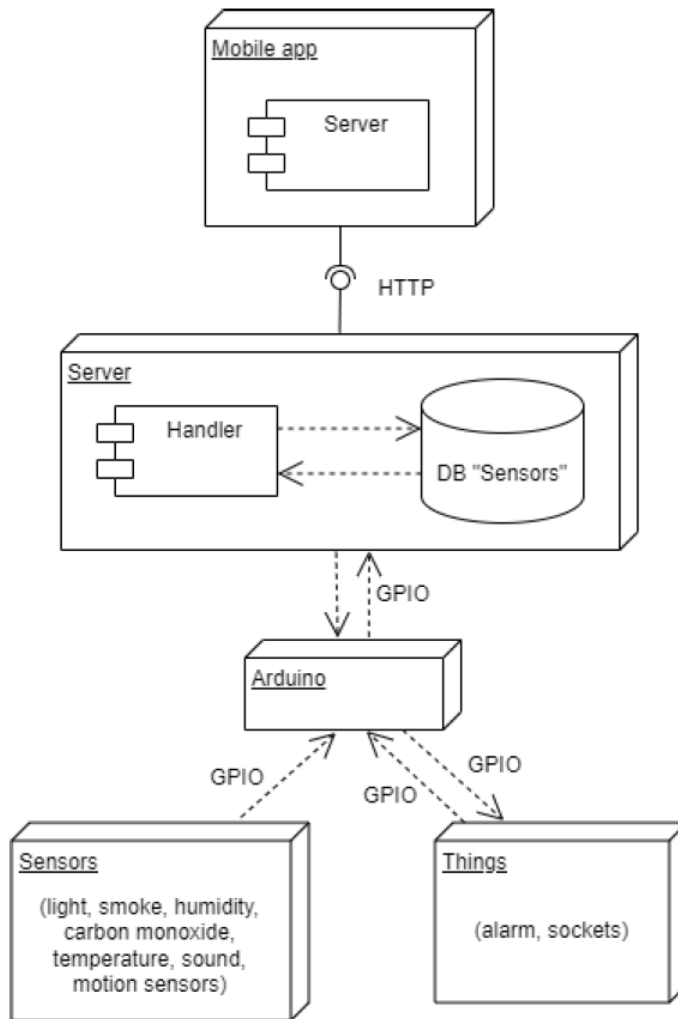 Mobile app
Server
HTTP
Server
Handler
DB "Sensors"
GPIO
Arduino
GPIO
GPIO
GPIO
Sensors
(light, smoke, humidity,
carbon monoxide,
temperature, sound,
motion sensors)
Things
(alarm, sockets)